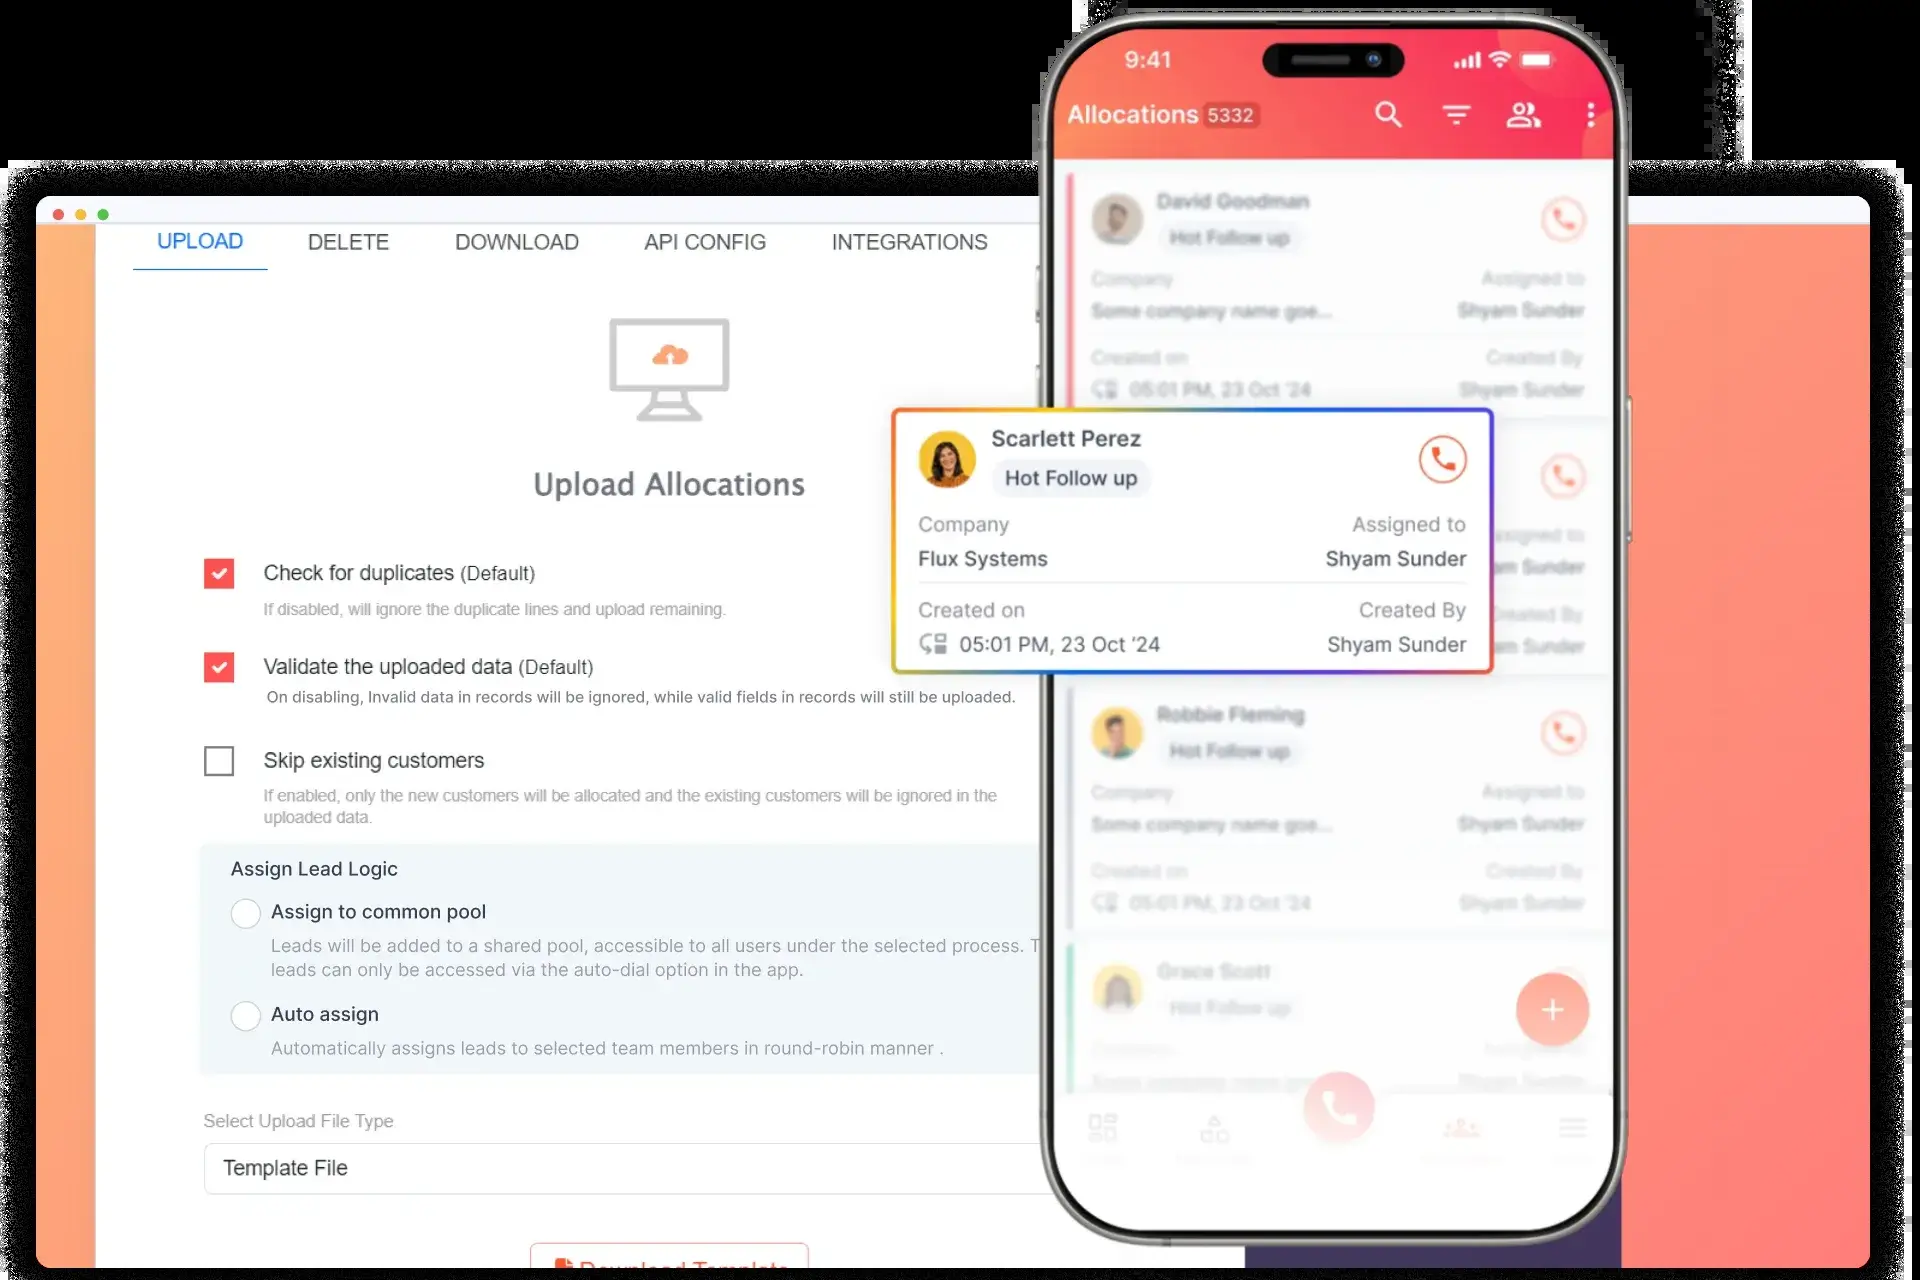 UPLOAD
DELETE
DOWNLOAD
API CONFIG
INTEGRATIONS
Upload Allocations
Check for duplicates (Default)
If disabled, will ignore the duplicate lines and upload remaining.
Validate the uploaded data (Default)
On disabling, Invalid data in records will be ignored, while valid fields in records will still be uploaded.
Skip existing customers
If enabled, only the new customers will be allocated and the existing customers will be ignored in the
uploaded data.
Assign Lead Logic
Assign to common pool
Leads will be added to a shared pool, accessible to all users under the selected process. T
leads can only be accessed via the auto-dial option in the app.
Auto assign
Automatically assigns leads to selected team members in round-robin manner .
Select Upload File Type
Template File
Download Template
9:41
Allocations 5332
David Goodman
Hot Follow up
Company
Assigned to
Some company name goe...
Shyam Sunder
Created on
Created By
05:01 PM, 23 Oct '24
Shyam Sunder
Scarlett Perez
Hot Follow up
Company
Assigned to
Flux Systems
Shyam Sunder
Created on
Created By
05:01 PM, 23 Oct '24
Shyam Sunder
Robbie Fleming
Hot Follow up
Company
Assigned to
Some company name goe...
Shyam Sunder
Created on
Created By
05:01 PM, 23 Oct '24
Shyam Sunder
Grace Scott
Hot Follow up